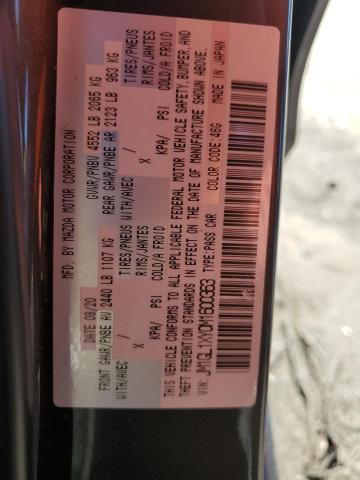 MFD. BY MAZDA MOTOR CORPORATION
DATE 08/20 GVWR/PNBV 4552 LB 2065 KG
FRONT GAWR/PNBE AV 2440 LB 1107 KG REAR GAWR/PNBE AR 2123 LB 963 KG
WITH/AVEC TIRES/PNEUS WITH/AVEC TIRES/PNEUS
X RIMS/JANTES X RIMS/JANTES
KPA/ PSI COLD/A FROID KPA/ PSI COLD/A FROID
THIS VEHICLE CONFORMS TO ALL APPLICABLE FEDERAL MOTOR VEHICLE SAFETY, BUMPER, AND
THEFT PREVENTION STANDARDS IN EFFECT ON THE DATE OF MANUFACTURE SHOWN ABOVE.
VIN: TYPE:PASS CAR COLOR CODE:46G MADE IN JAPAN